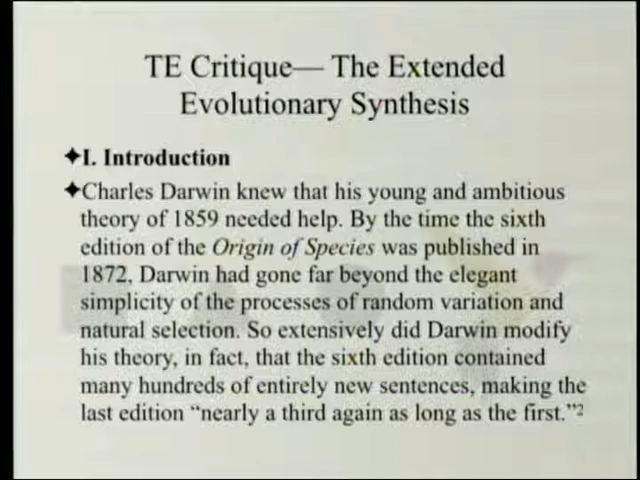 TE Critique— The Extended
Evolutionary Synthesis
✦I. Introduction
✦Charles Darwin knew that his young and ambitious
theory of 1859 needed help. By the time the sixth
edition of the Origin of Species was published in
1872, Darwin had gone far beyond the elegant
simplicity of the processes of random variation and
natural selection. So extensively did Darwin modify
his theory, in fact, that the sixth edition contained
many hundreds of entirely new sentences, making the
last edition “nearly a third again as long as the first.”2